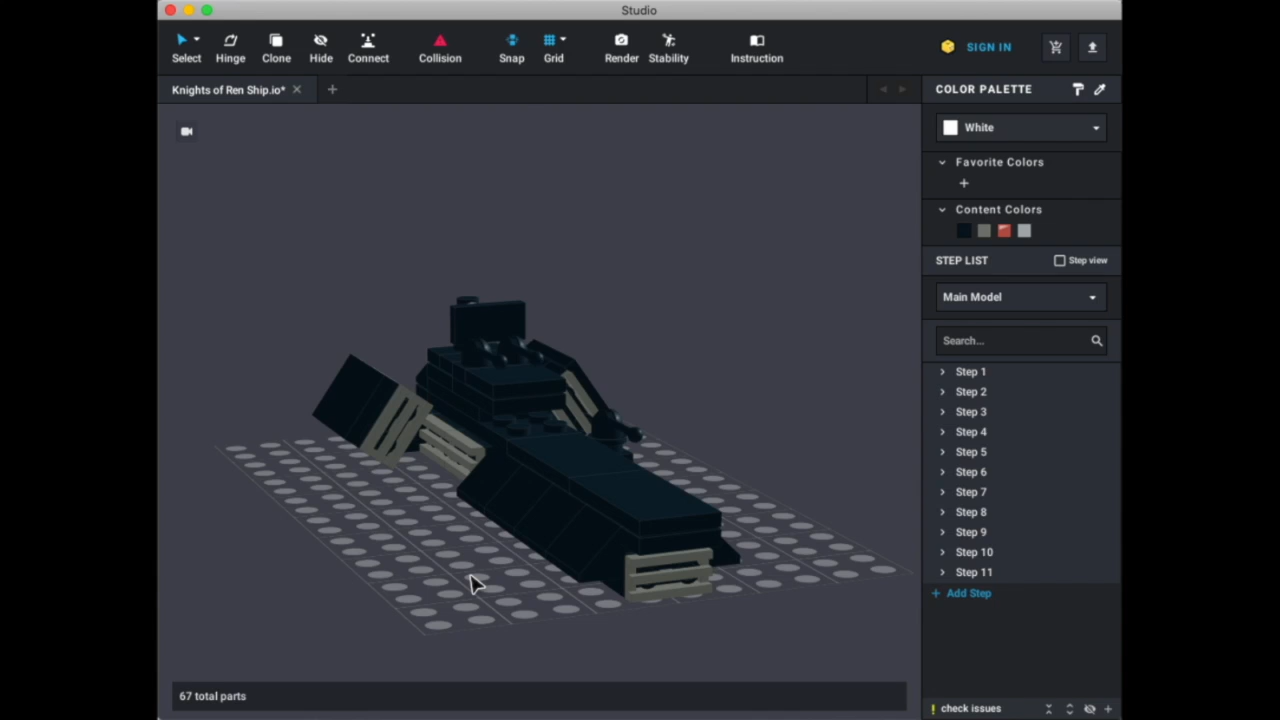 Studio
Select
Hinge
Clone
Hide
Connect
Collision
Snap
Grid
Render
Stability
Instruction
SIGN IN
Knights of Ren Ship.io*
COLOR PALETTE
White
Favorite Colors
Content Colors
STEP LIST
Step view
Main Model
Search...
Step 1
Step 2
Step 3
Step 4
Step 5
Step 6
Step 7
Step 8
Step 9
Step 10
Step 11
+ Add Step
67 total parts
check issues